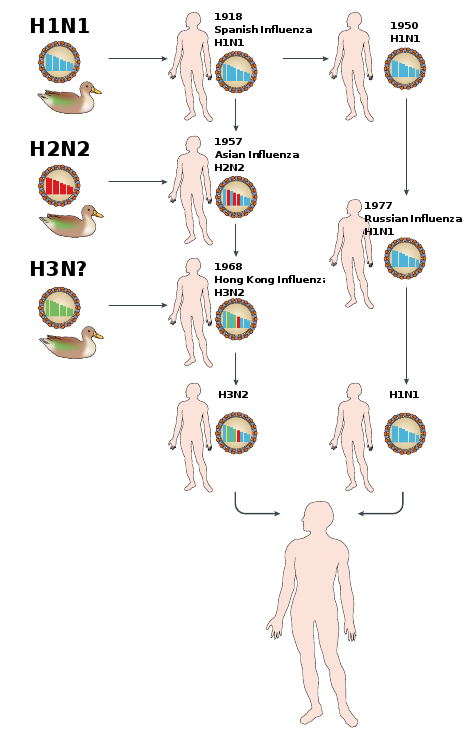 H1N1
1918
Spanish Influenza
H1N1
1950
H1N1
H2N2
1957
Asian Influenza
H2N2
1977
Russian Influenza
H1N1
H3N?
1968
Hong Kong Influenza
H3N2
H3N2
H1N1